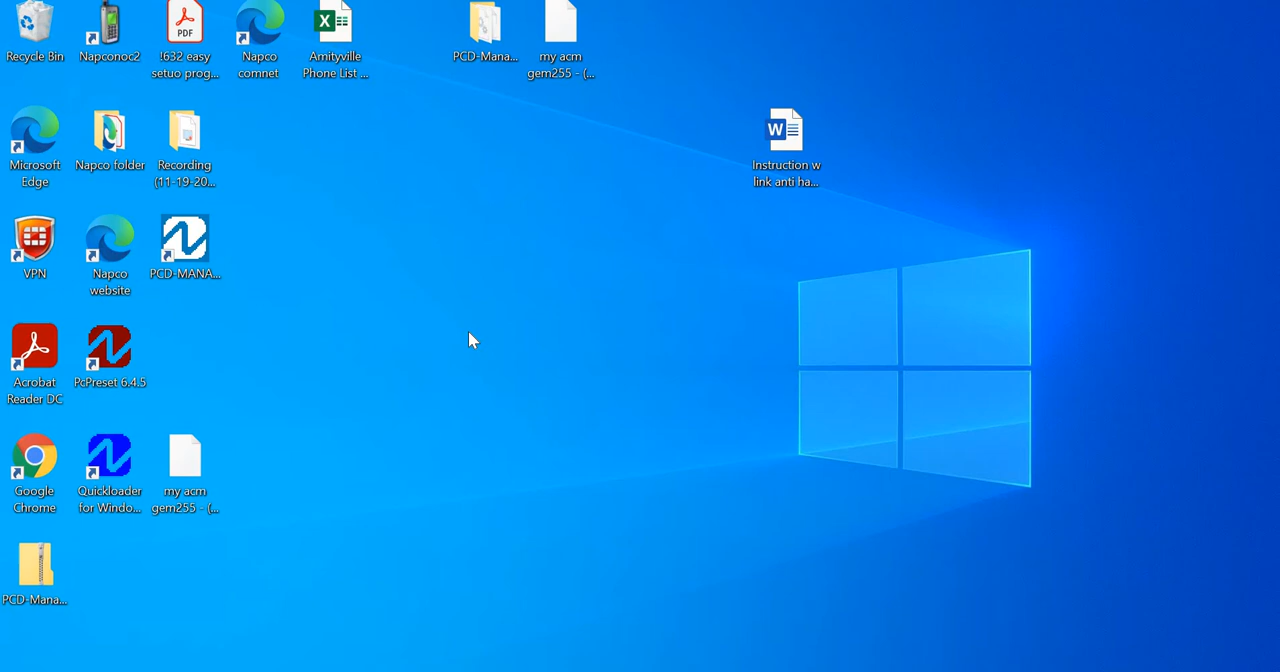 Recycle Bin
Napconoc2
!632 easy
setuo prog...
Napco
comnet
Amityville
Phone List ...
PCD-Mana...
my acm
gem255 - (...
Microsoft
Edge
Napco folder
Recording
(11-19-20...
Instruction w
link anti ha...
VPN
Napco
website
PCD-MANA...
Acrobat
Reader DC
PcPreset 6.4.5
Google
Chrome
Quickloader
for Windo...
my acm
gem255 - (...
PCD-Mana...
PDF